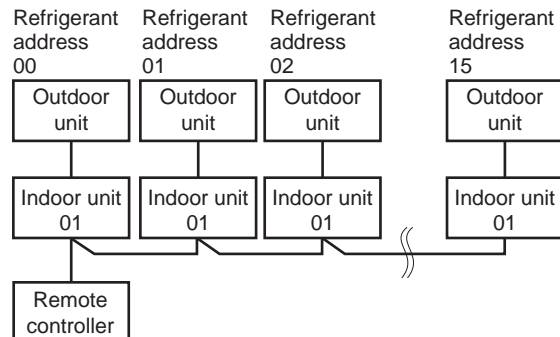 Refrigerant
address
00
Refrigerant
address
01
Refrigerant
address
02
Refrigerant
address
15
Outdoor
unit
Outdoor
unit
Outdoor
unit
Outdoor
unit
Indoor unit
01
Indoor unit
01
Indoor unit
01
Indoor unit
01
Remote
controller